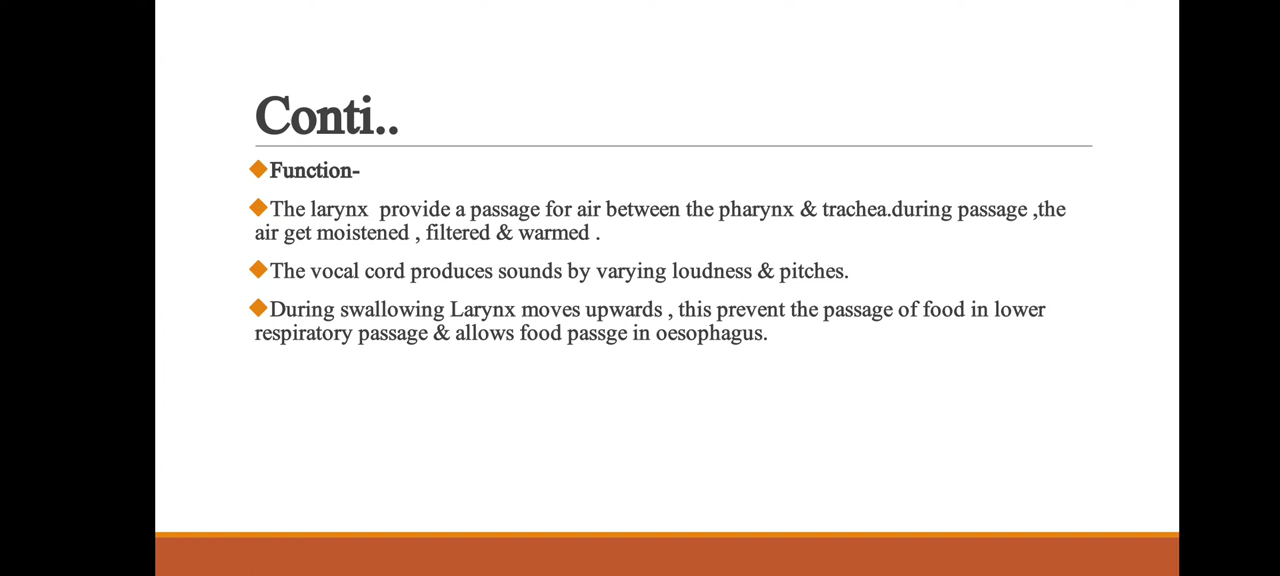 Conti..
Function-
The larynx  provide a passage for air between the pharynx & trachea.during passage ,the
air get moistened , filtered & warmed .
The vocal cord produces sounds by varying loudness & pitches.
During swallowing Larynx moves upwards , this prevent the passage of food in lower
respiratory passage & allows food passge in oesophagus.